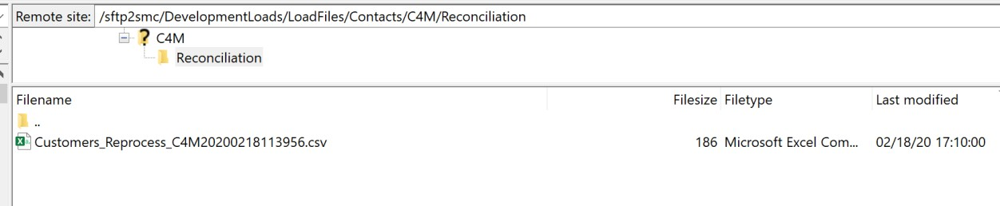 Remote site: /sftp2smc/DevelopmentLoads/LoadFiles/Contacts/C4M/Reconciliation
C4M
Reconciliation
Filename Filesize Filetype Last modified
..
Customers_Reprocess_C4M20200218113956.csv 186 Microsoft Excel Com... 02/18/20 17:10:00